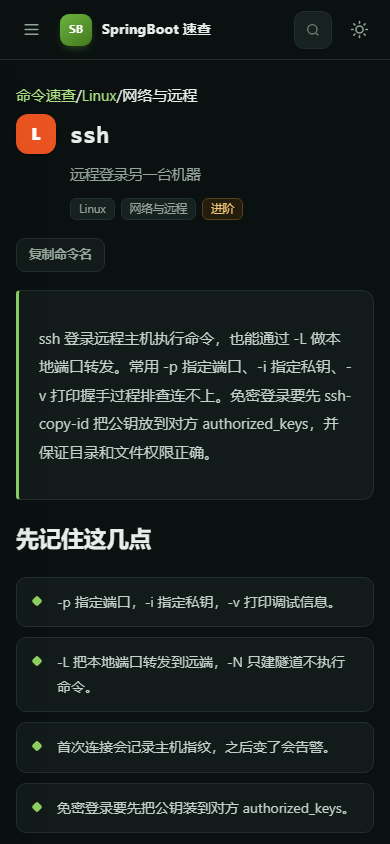 SB SpringBoot 速查
命令速查/Linux/网络与远程
L ssh
远程登录另一台机器
Linux 网络与远程 进阶
复制命令名
ssh 登录远程主机执行命令，也能通过 -L 做本
地端口转发。常用 -p 指定端口、-i 指定私钥、-
v 打印握手过程排查连不上。免密登录要先 ssh-
copy-id 把公钥放到对方 authorized_keys，并
保证目录和文件权限正确。
先记住这几点
-p 指定端口，-i 指定私钥，-v 打印调试信息。
-L 把本地端口转发到远端，-N 只建隧道不执行
命令。
首次连接会记录主机指纹，之后变了会告警。
免密登录要先把公钥装到对方 authorized_keys。